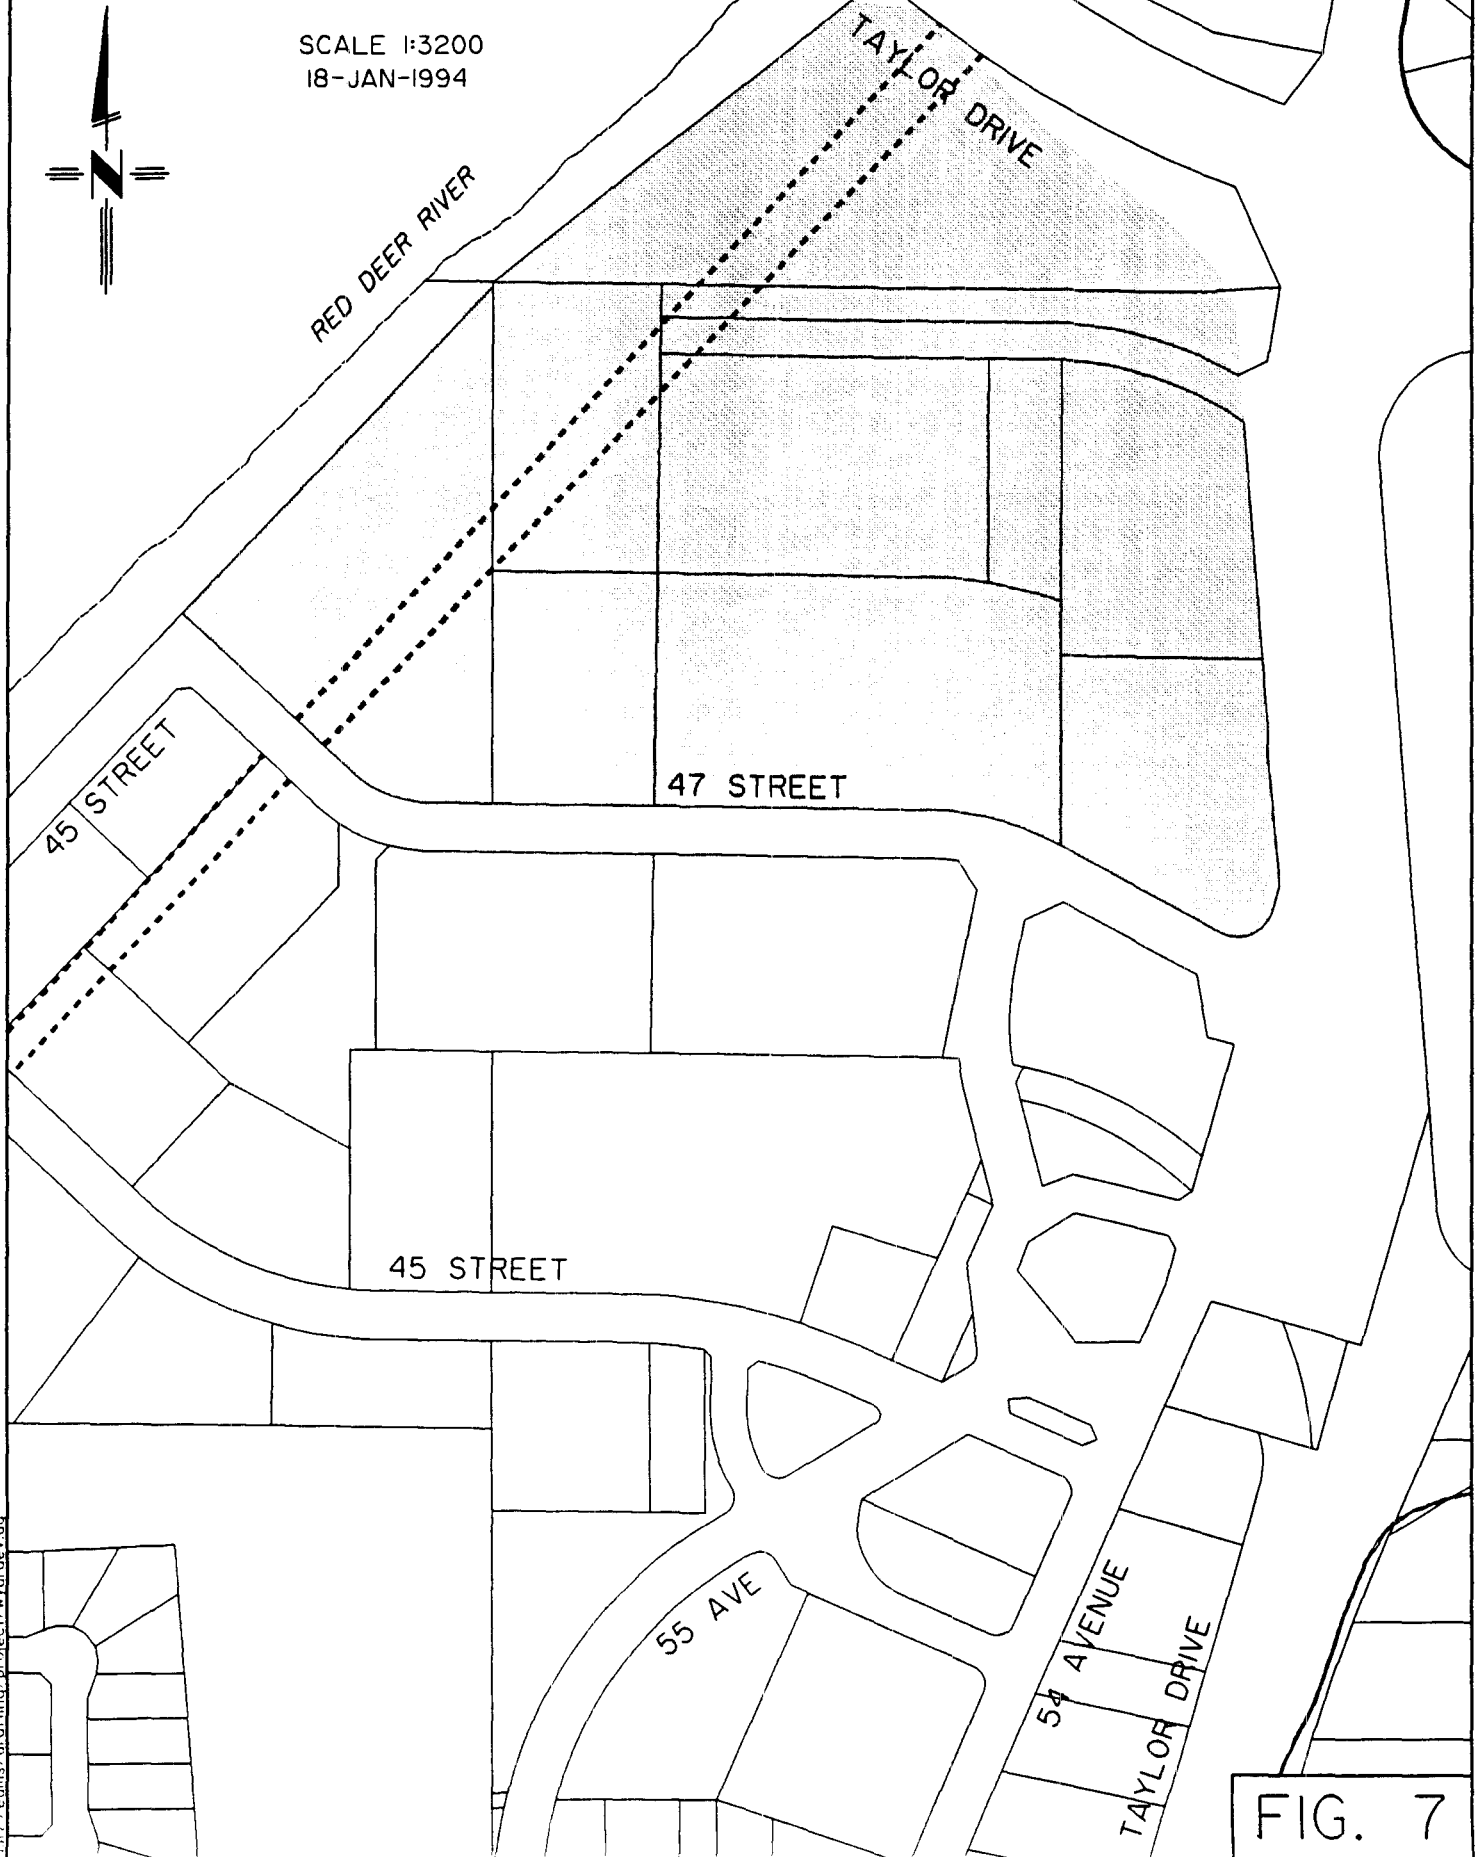 SCALE 1:3200
18-JAN-1994
N
TAYLOR DRIVE
RED DEER RIVER
45 STREET
47 STREET
45 STREET
55 AVE
54 AVENUE
TAYLOR DRIVE
FIG. 7